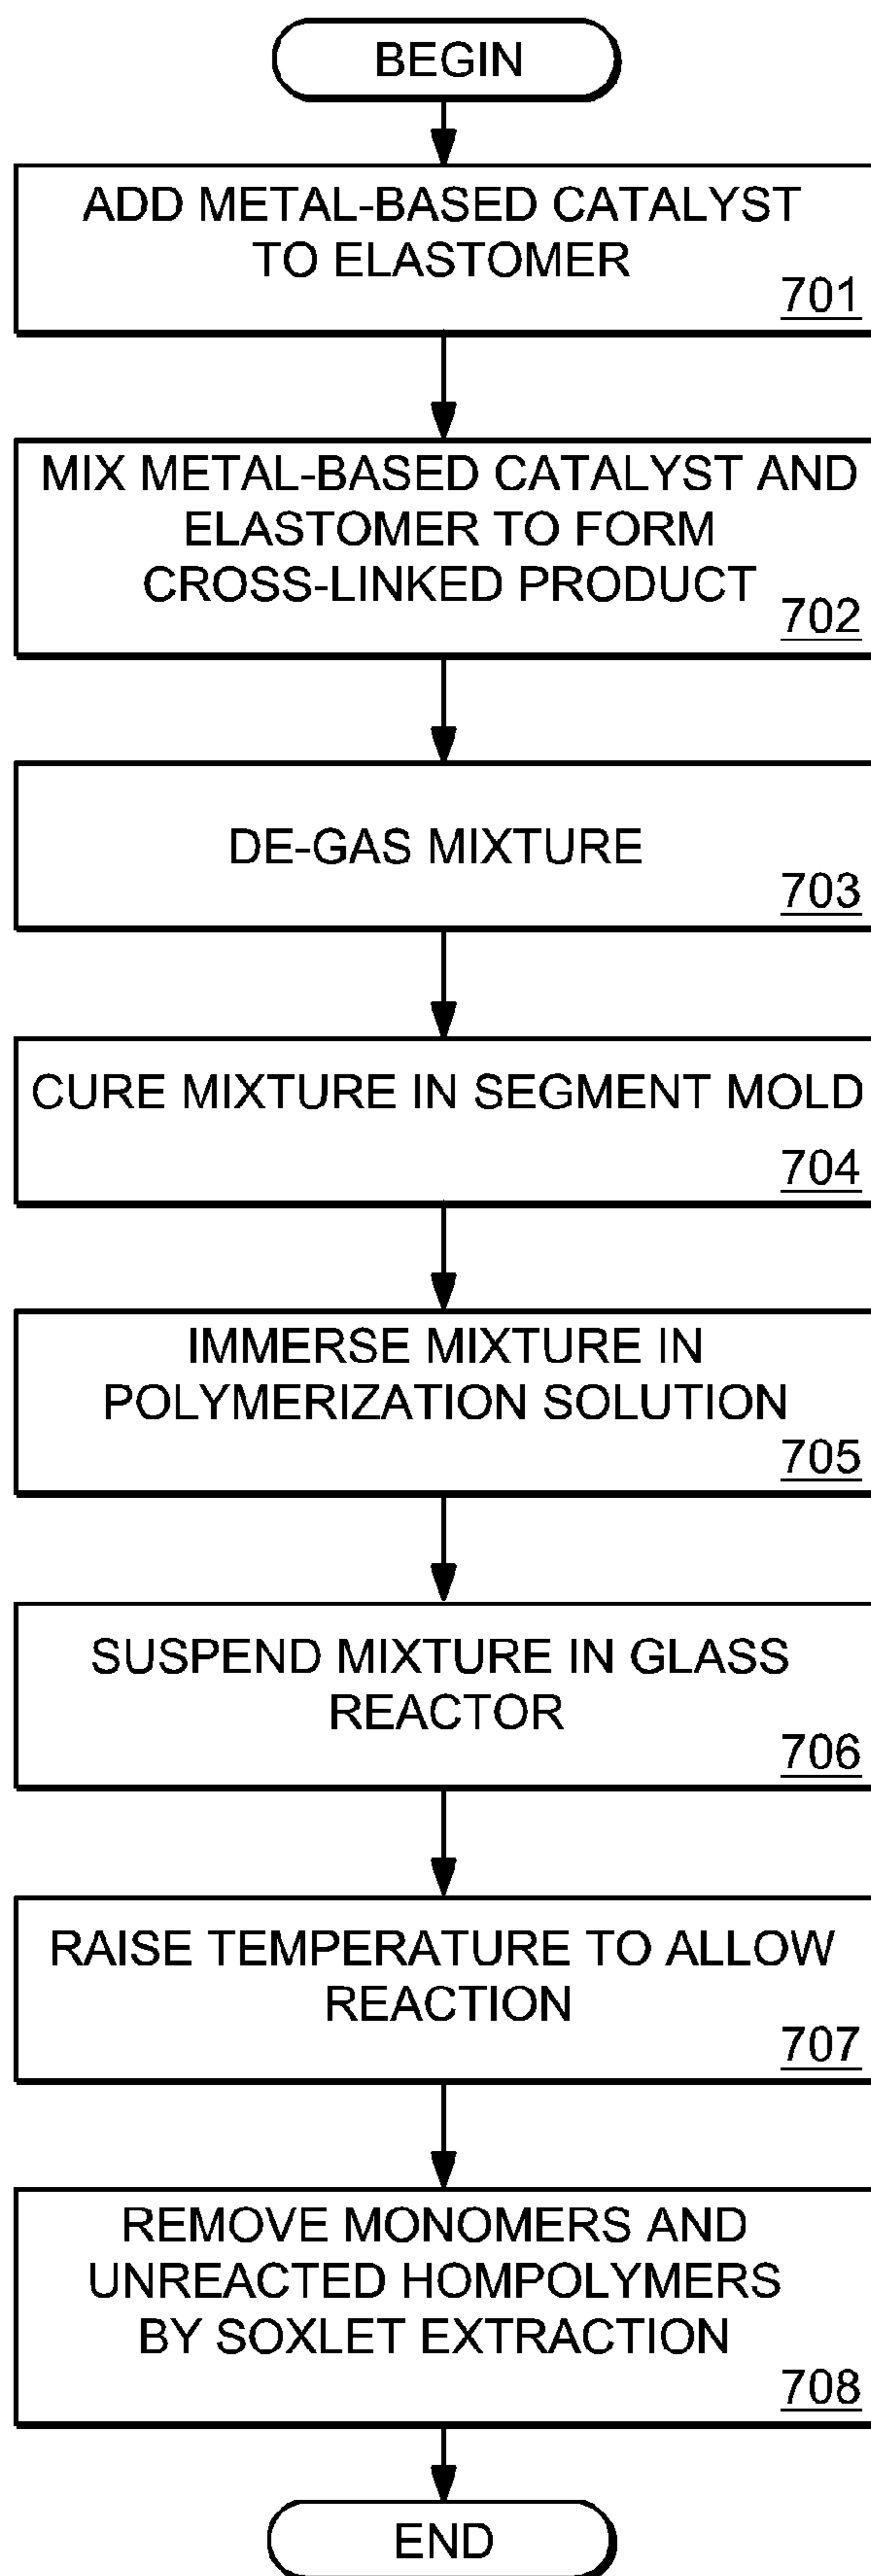 BEGIN
ADD METAL-BASED CATALYST
TO ELASTOMER
701
MIX METAL-BASED CATALYST AND
ELASTOMER TO FORM
CROSS-LINKED PRODUCT
702
DE-GAS MIXTURE
703
CURE MIXTURE IN SEGMENT MOLD
704
IMMERSE MIXTURE IN
POLYMERIZATION SOLUTION
705
SUSPEND MIXTURE IN GLASS
REACTOR
706
RAISE TEMPERATURE TO ALLOW
REACTION
707
REMOVE MONOMERS AND
UNREACTED HOMPOLYMERS
BY SOXLET EXTRACTION
708
END